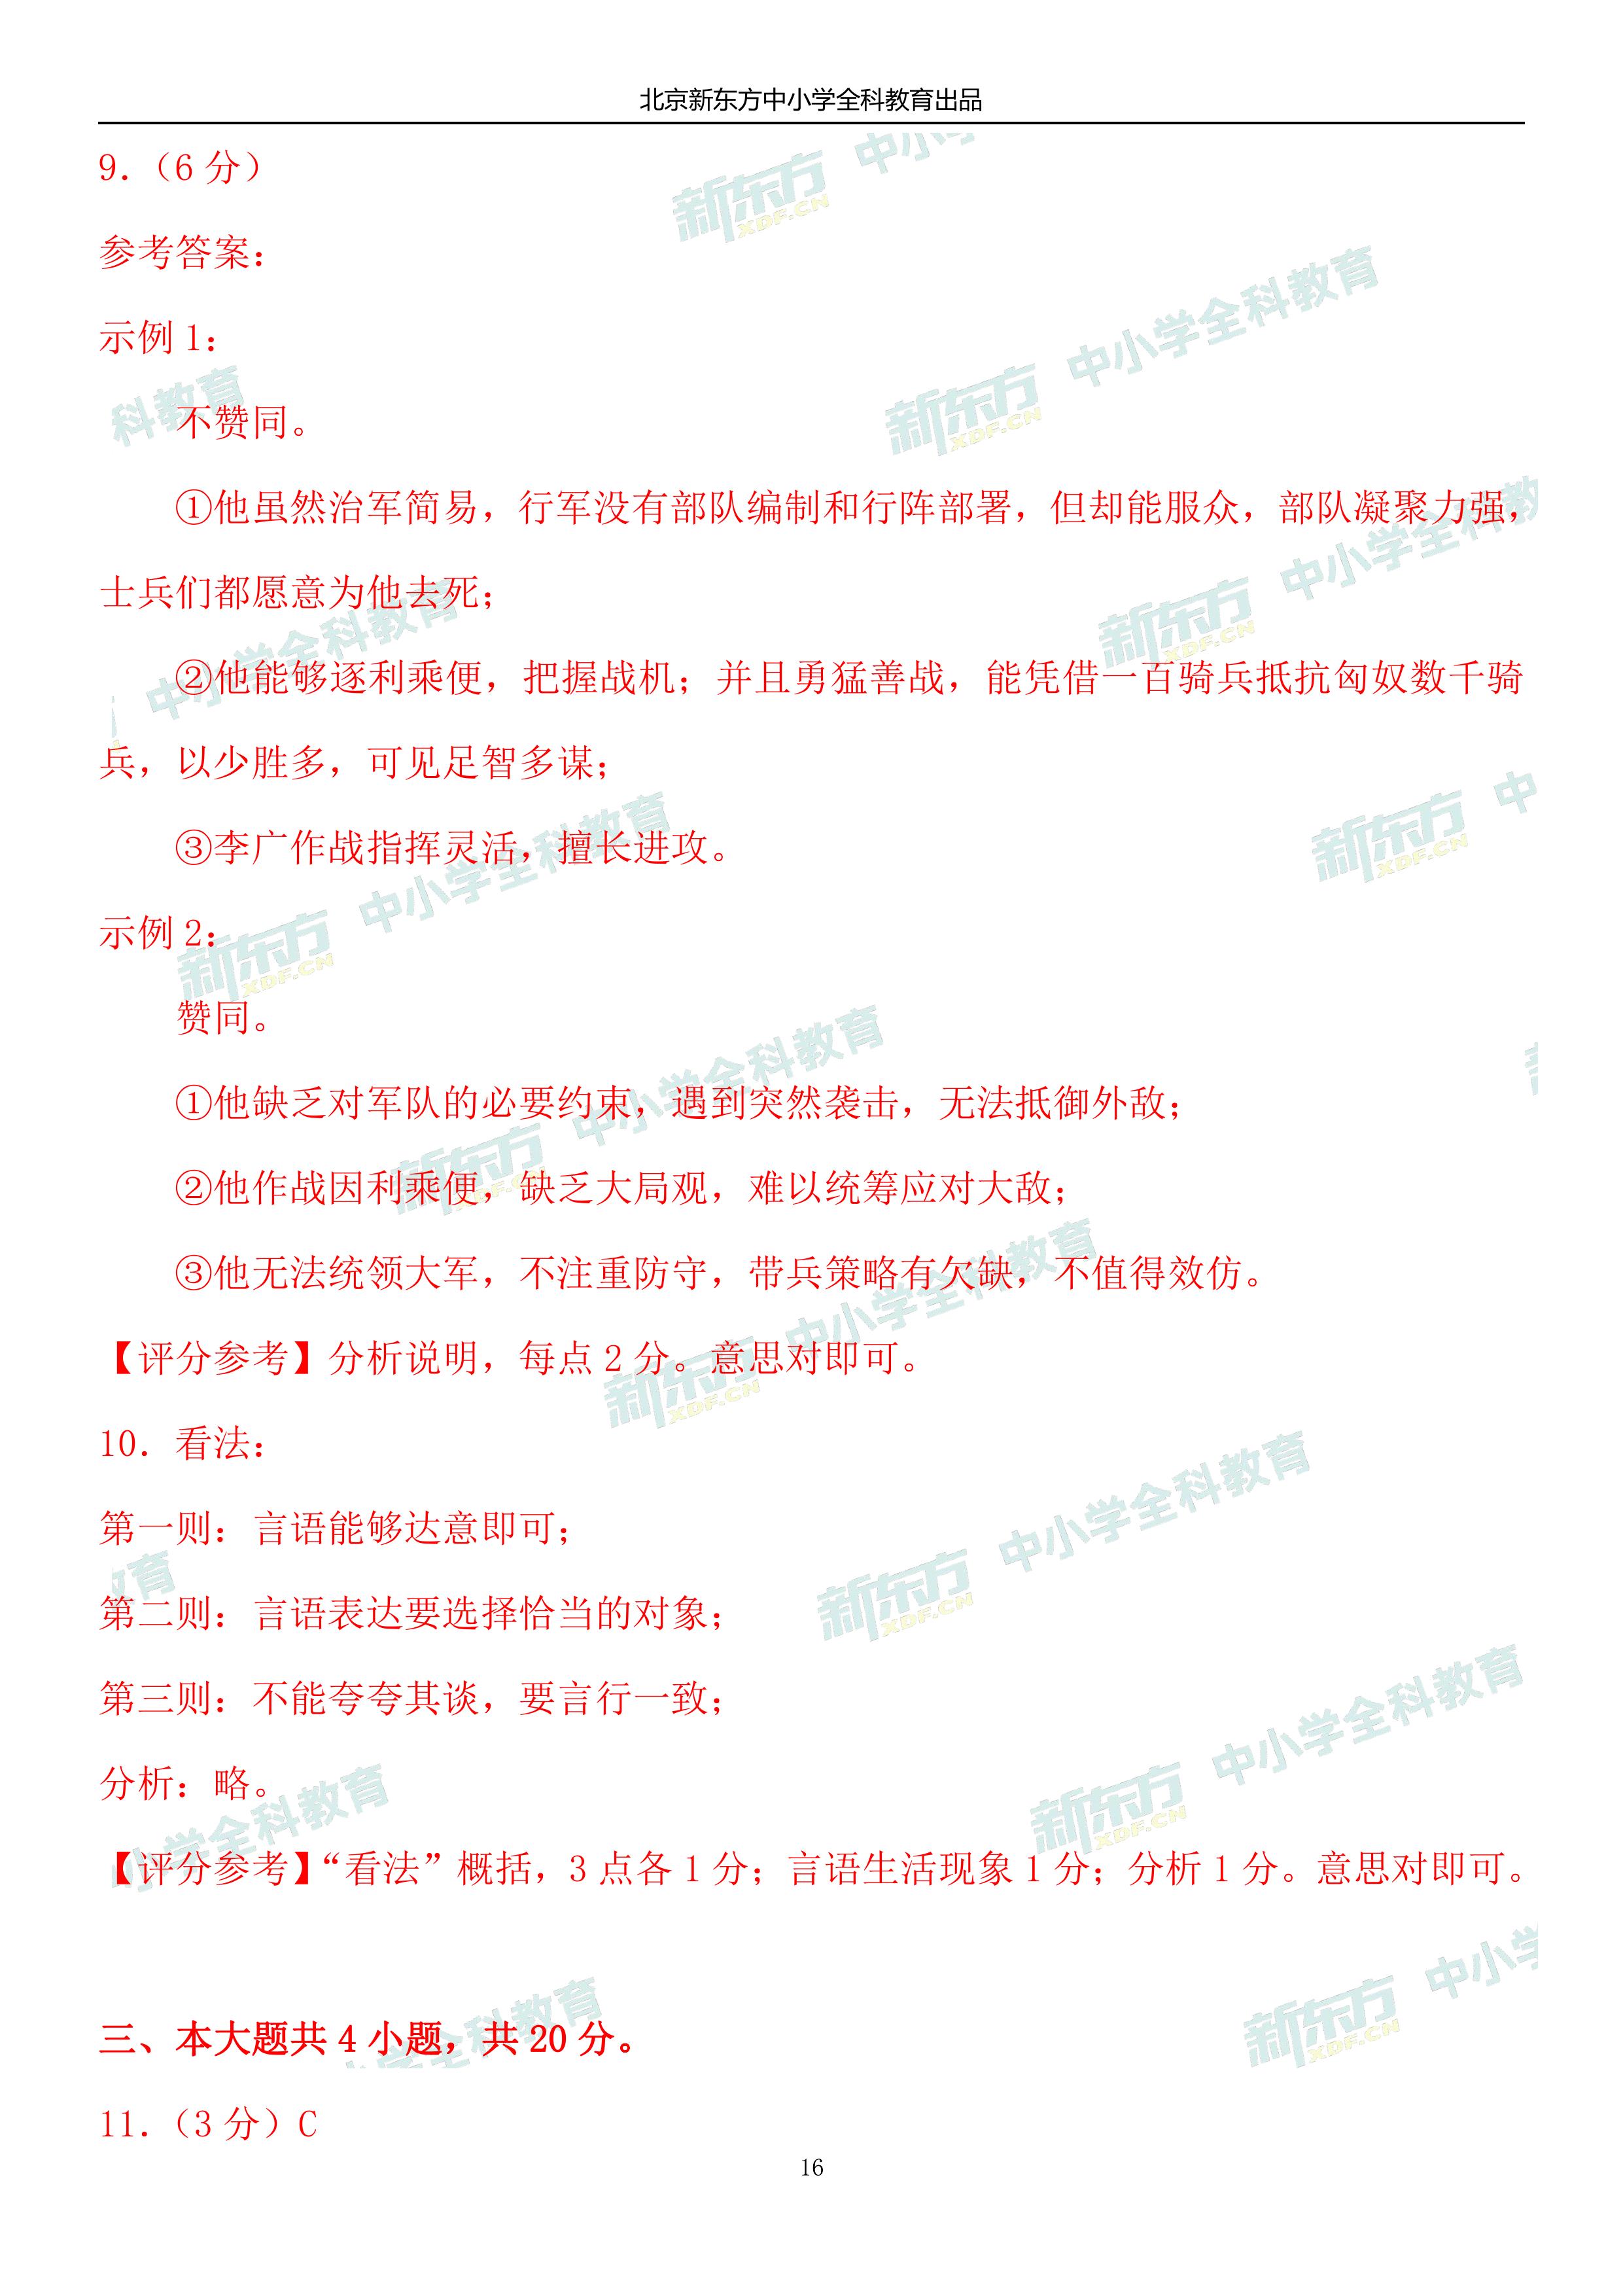 北京新东方中小学全科教育出品
9.（6 分）
参考答案：
示例 1：
不赞同。
①他虽然治军简易，行军没有部队编制和行阵部署，但却能服众，部队凝聚力强，
士兵们都愿意为他去死；
②他能够逐利乘便，把握战机；并且勇猛善战，能凭借一百骑兵抵抗匈奴数千骑
兵，以少胜多，可见足智多谋；
③李广作战指挥灵活，擅长进攻。
示例 2：
赞同。
①他缺乏对军队的必要约束，遇到突然袭击，无法抵御外敌；
②他作战因利乘便，缺乏大局观，难以统筹应对大敌；
③他无法统领大军，不注重防守，带兵策略有欠缺，不值得效仿。
【评分参考】分析说明，每点 2 分。意思对即可。
10. 看法：
第一则：言语能够达意即可；
第二则：言语表达要选择恰当的对象；
第三则：不能夸夸其谈，要言行一致；
分析：略。
【评分参考】“看法”概括，3 点各 1 分；言语生活现象 1 分；分析 1 分。意思对即可。
三、本大题共 4 小题，共 20 分。
11.（3 分）C
16